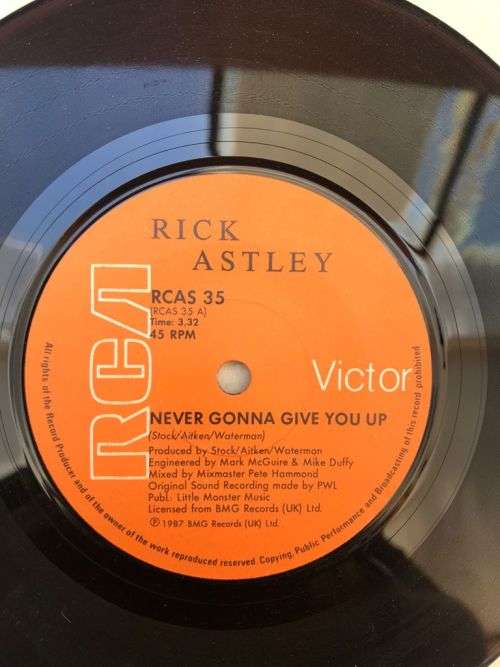 RICK
ASTLEY
RCAS 35
(RCAS 35 A)
Time: 3.32
45 RPM
RCA
Victor
NEVER GONNA GIVE YOU UP
(Stock/Aitken/Waterman)
Produced by Stock/Aitken/Waterman
Engineered by Mark McGuire & Mike Duffy
Mixed by Mixmaster Pete Hammond
Original Sound Recording made by PWL
Publ: Little Monster Music
Licensed from BMG Records (UK) Ltd.
℗ 1987 BMG Records (UK) Ltd.
All rights of the Record Producer and of the owner of the work reproduced reserved. Copying, Public Performance and Broadcasting of this record prohibited